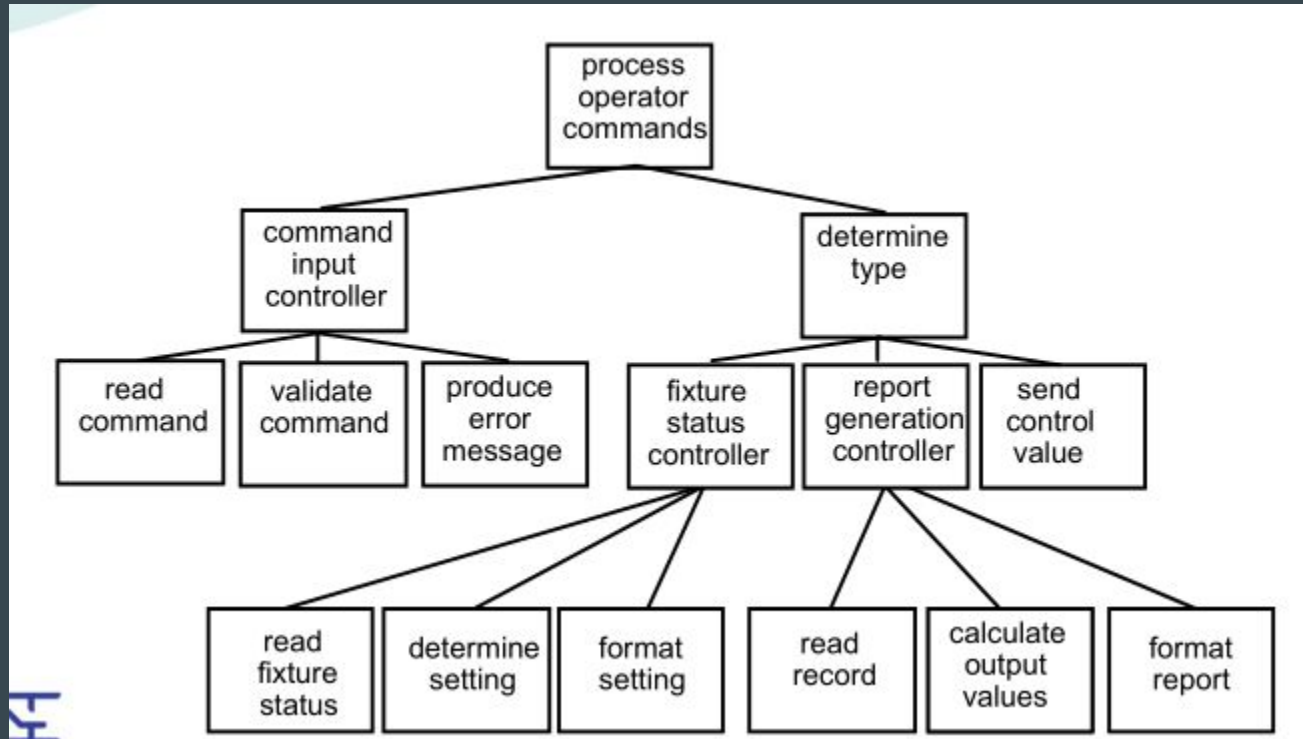 process
operator
commands
command
input
controller
determine
type
read
command
validate
command
produce
error
message
fixture
status
controller
report
generation
controller
send
control
value
read
fixture
status
determine
setting
format
setting
read
record
calculate
output
values
format
report